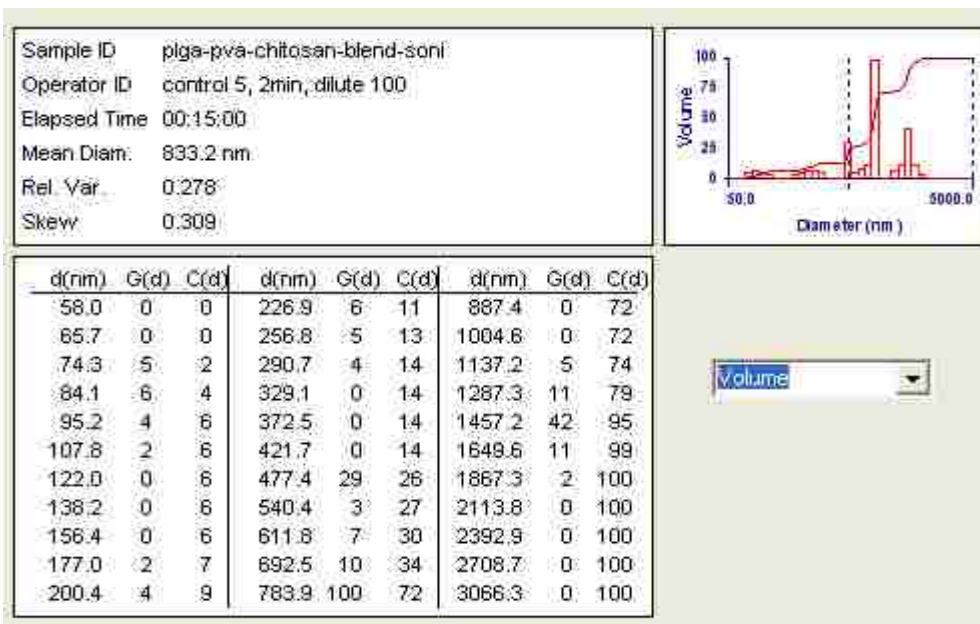 Sample ID plga-pva-chitosan-blend-soni
Operator ID control 5, 2min, dilute 100
Elapsed Time 00:15:00
Mean Diam. 833.2 nm
Rel. Var. 0.278
Skew 0.309
100
75
50
25
0
Volume
50.0 5000.0
Diameter (nm)
d(nm) G(d) C(d) d(nm) G(d) C(d) d(nm) G(d) C(d)
58.0 0 0 226.9 6 11 887.4 0 72
65.7 0 0 256.8 5 13 1004.6 0 72
74.3 5 2 290.7 4 14 1137.2 5 74
84.1 6 4 329.1 0 14 1287.3 11 79
95.2 4 6 372.5 0 14 1457.2 42 95
107.8 2 6 421.7 0 14 1649.6 11 99
122.0 0 6 477.4 29 26 1867.3 2 100
138.2 0 6 540.4 3 27 2113.8 0 100
156.4 0 6 611.8 7 30 2392.9 0 100
177.0 2 7 692.5 10 34 2708.7 0 100
200.4 4 9 783.9 100 72 3066.3 0 100
Volume